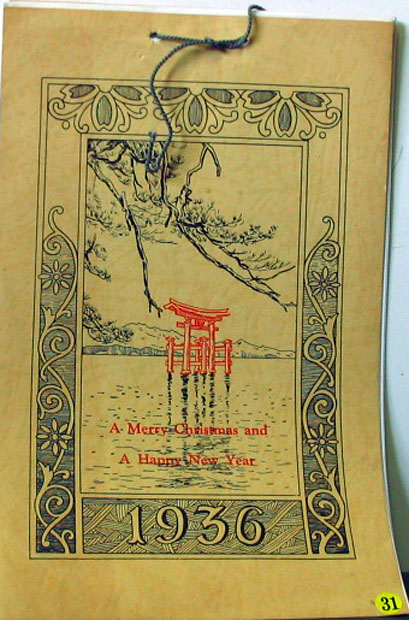 A Merry Christmas and
A Happy New Year
1936
31